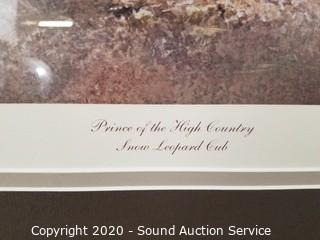 Prince of the High Country
Snow Leopard Cub
Copyright 2020 - Sound Auction Service